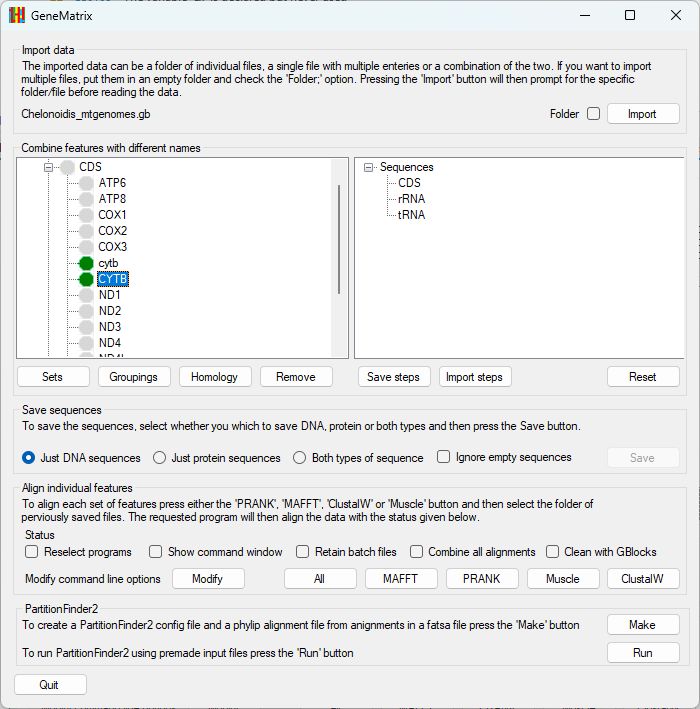 GeneMatrix
Import data
The imported data can be a folder of individual files, a single file with multiple enteries or a combination of the two. If you want to import
multiple files, put them in an empty folder and check the 'Folder;' option. Pressing the 'Import' button will then prompt for the specific
folder/file before reading the data.
Chelonoidis_mtgenomes.gb
Folder
Import
Combine features with different names
CDS
ATP6
ATP8
COX1
COX2
COX3
cytb
CYTB
ND1
ND2
ND3
ND4
Sequences
CDS
rRNA
tRNA
Sets
Groupings
Homology
Remove
Save steps
Import steps
Reset
Save sequences
To save the sequences, select whether you which to save DNA, protein or both types and then press the Save button.
Just DNA sequences
Just protein sequences
Both types of sequence
Ignore empty sequences
Save
Align individual features
To align each set of features press either the 'PRANK', 'MAFFT', 'ClustalW' or 'Muscle' button and then select the folder of
perviously saved files. The requested program will then align the data with the status given below.
Status
Reselect programs
Show command window
Retain batch files
Combine all alignments
Clean with GBlocks
Modify command line options
Modify
All
MAFFT
PRANK
Muscle
ClustalW
PartitionFinder2
To create a PartitionFinder2 config file and a phylip alignment file from anignments in a fatsa file press the 'Make' button
Make
To run PartitionFinder2 using premade input files press the 'Run' button
Run
Quit